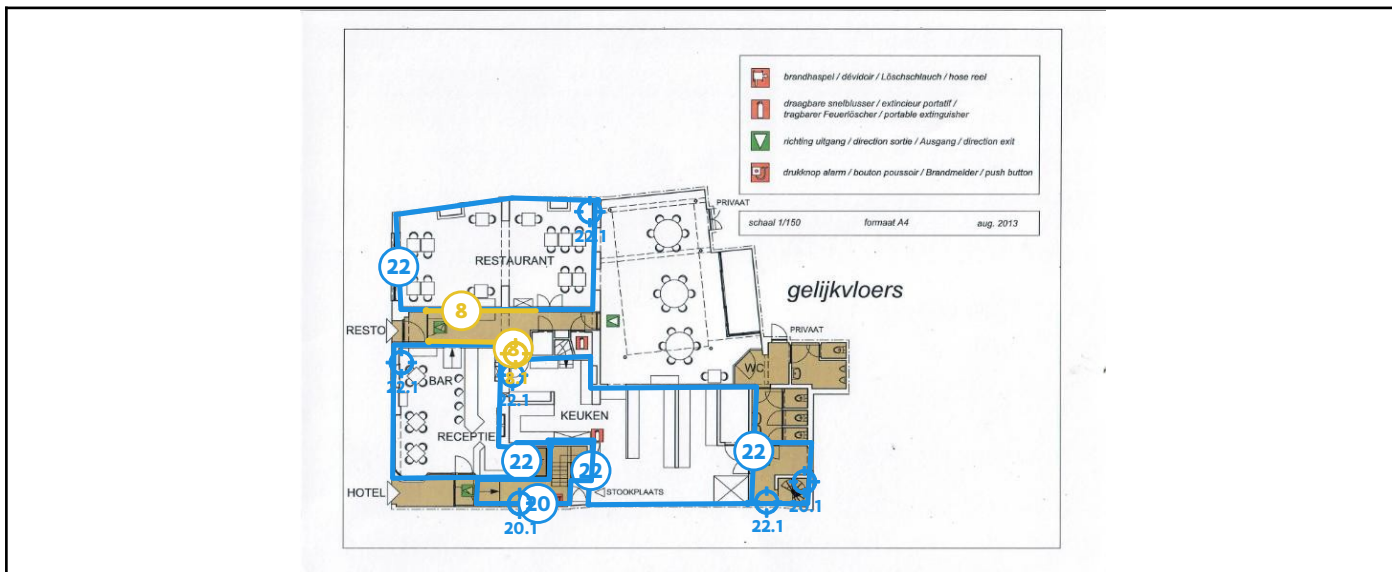 brandhaspel / dévidoir / Löschschlauch / hose reel
draagbare snelblusser / extincieur portatif /
tragbarer Feuerlöscher / portable extinguisher
richting uitgang / direction sortie / Ausgang / direction exit
drukknop alarm / bouton poussoir / Brandmelder / push button
schaal 1/150 formaat A4 aug. 2013
PRIVAAT
22.1
RESTAURANT
22
gelijkvloers
8
RESTO
PRIVAAT
8.1
WC
BAR
22.1
22.1
KEUKEN
RECEPTIE
22
22
22
HOTEL
STOOKPLAATS
20
20.1
22.1